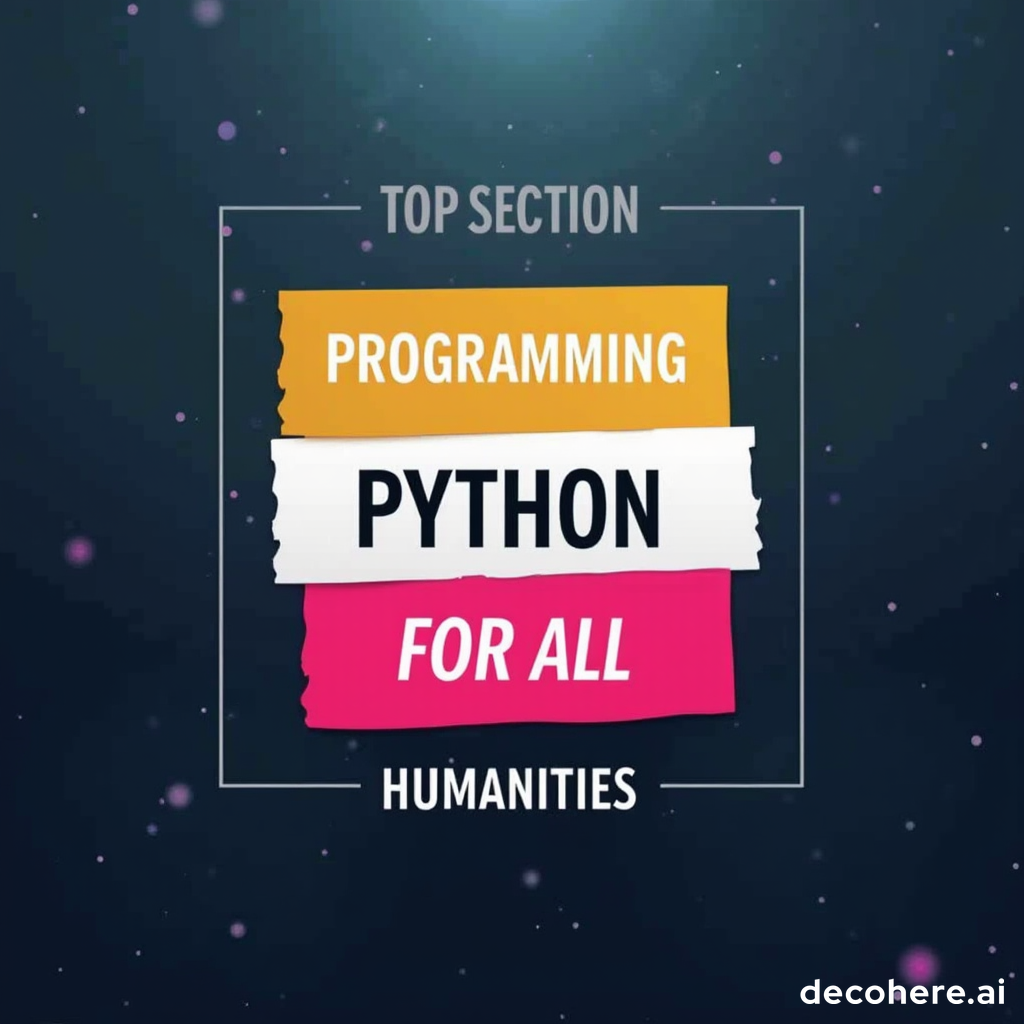 TOP SECTION
PROGRAMMING
PYTHON
FOR ALL
HUMANITIES
decohere.ai